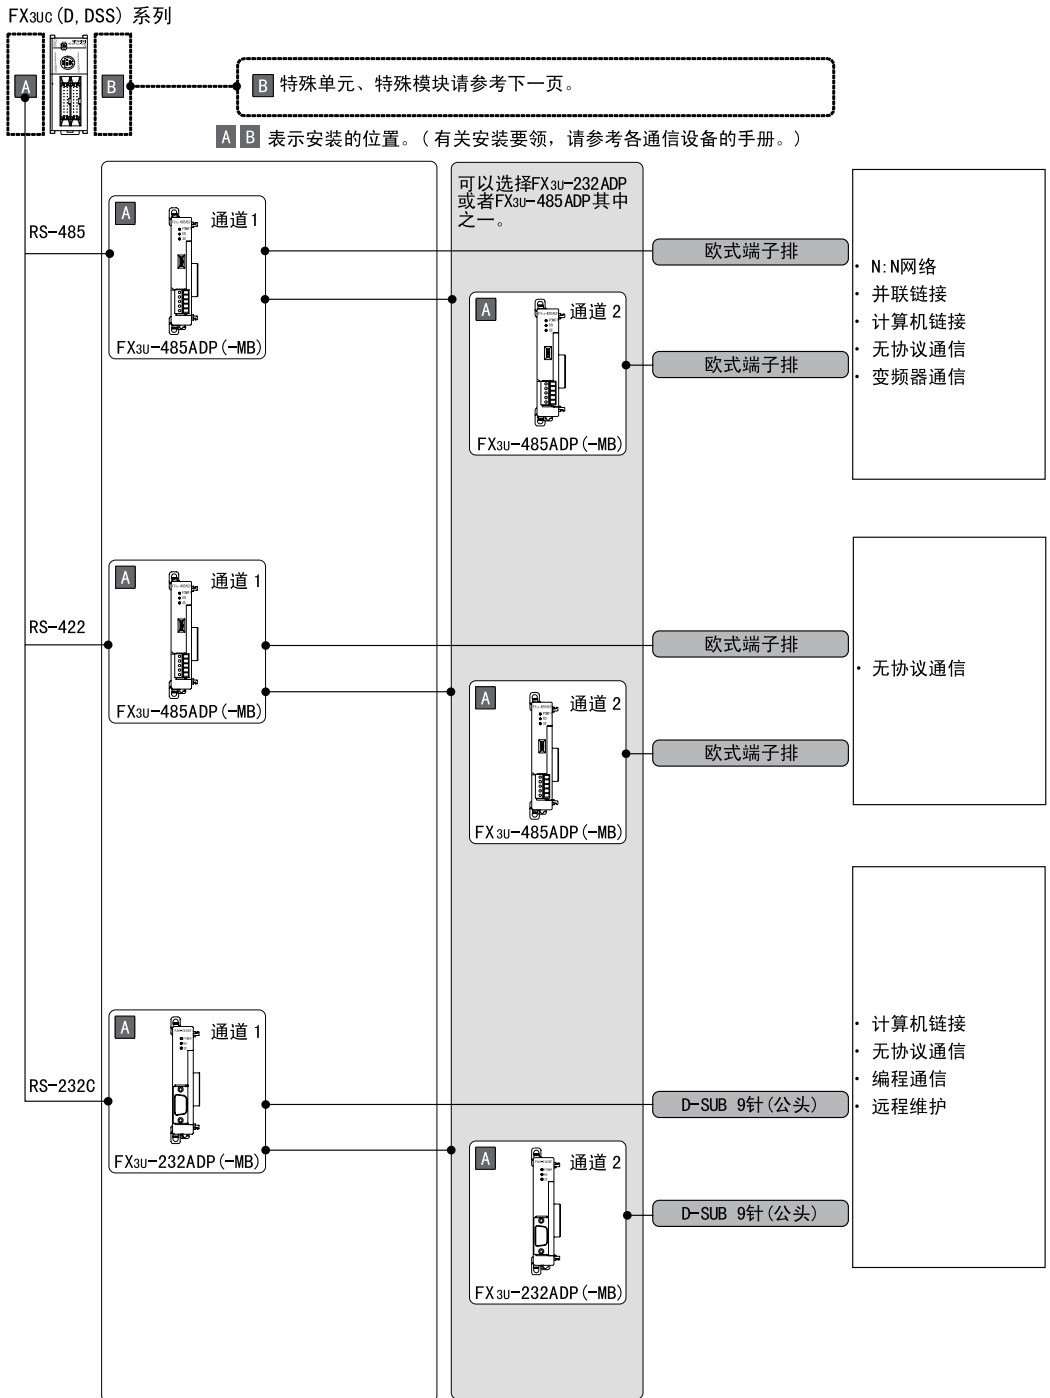 FX3UC(D, DSS) 系列
A
B
B 特殊单元、特殊模块请参考下一页。
A B 表示安装的位置。(有关安装要领，请参考各通信设备的手册。)
可以选择FX3U-232ADP
或者FX3U-485ADP其中
之一。
RS-485
A 通道1
FX3U-485ADP(-MB)
欧式端子排
A 通道2
FX3U-485ADP(-MB)
欧式端子排
· N:N网络
· 并联链接
· 计算机链接
· 无协议通信
· 变频器通信
RS-422
A 通道1
FX3U-485ADP(-MB)
欧式端子排
A 通道2
FX3U-485ADP(-MB)
欧式端子排
· 无协议通信
RS-232C
A 通道1
FX3U-232ADP(-MB)
D-SUB 9针(公头)
A 通道2
FX3U-232ADP(-MB)
D-SUB 9针(公头)
· 计算机链接
· 无协议通信
· 编程通信
· 远程维护